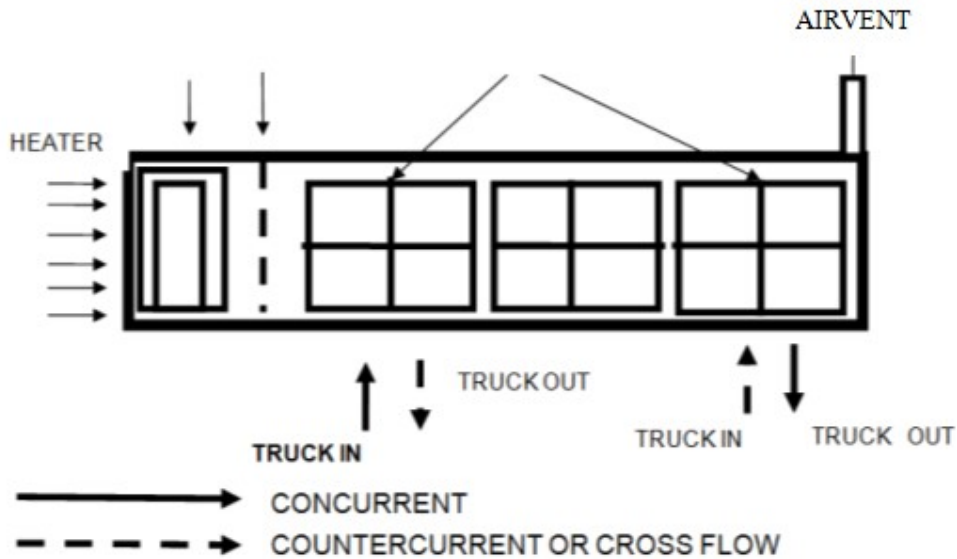 AIRVENT
HEATER
TRUCK OUT
TRUCK IN
TRUCK IN
TRUCK OUT
CONCURRENT
COUNTERCURRENT OR CROSS FLOW